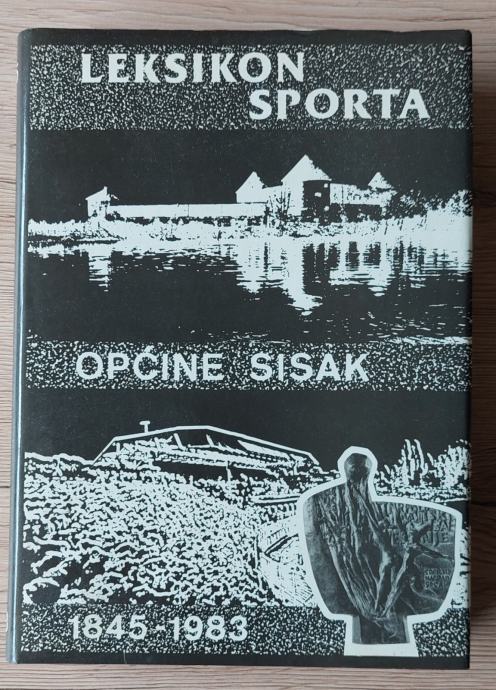 LEKSIKON
SPORTA
OPĆINE SISAK
1845-1983